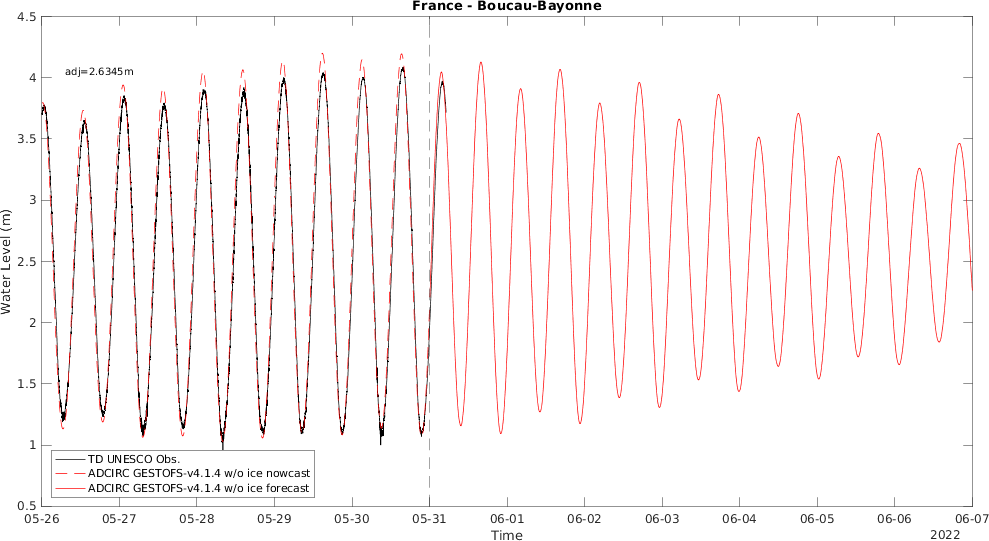 France - Boucau-Bayonne
4.5
4
3.5
3
2.5
2
1.5
1
0.5
Water Level (m)
adj=2.6345m
TD UNESCO Obs.
ADCIRC GESTOFS-v4.1.4 w/o ice nowcast
ADCIRC GESTOFS-v4.1.4 w/o ice forecast
05-26 05-27 05-28 05-29 05-30 05-31 06-01 06-02 06-03 06-04 06-05 06-06 06-07
Time
2022